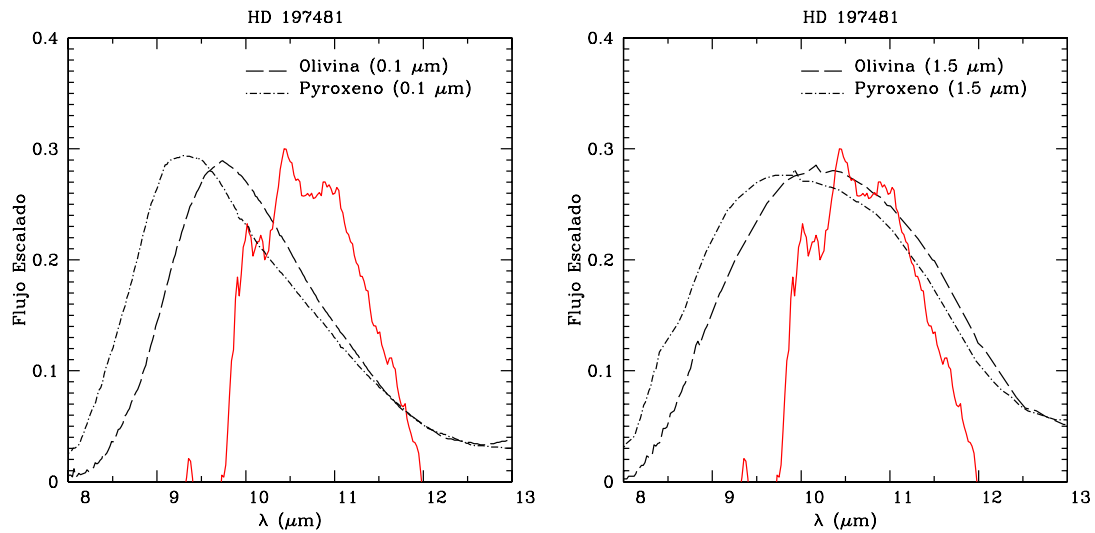 HD 197481
0.4
0.3
0.2
0.1
0
Flujo Escalado
Olivina (0.1 μm)
Pyroxeno (0.1 μm)
8 9 10 11 12 13
λ (μm)
HD 197481
0.4
0.3
0.2
0.1
0
Flujo Escalado
Olivina (1.5 μm)
Pyroxeno (1.5 μm)
8 9 10 11 12 13
λ (μm)